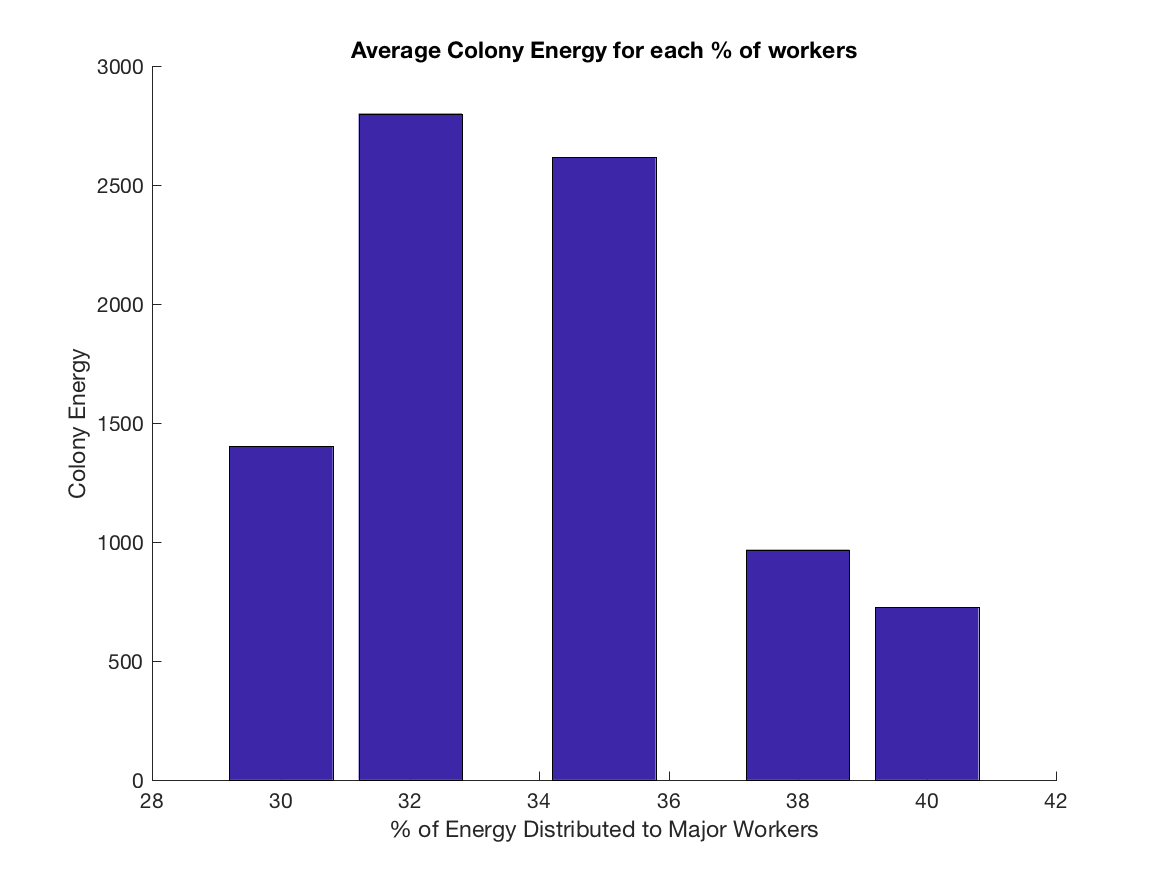 Average Colony Energy for each % of workers
3000
2500
2000
1500
1000
500
0
Colony Energy
28 30 32 34 36 38 40 42
% of Energy Distributed to Major Workers